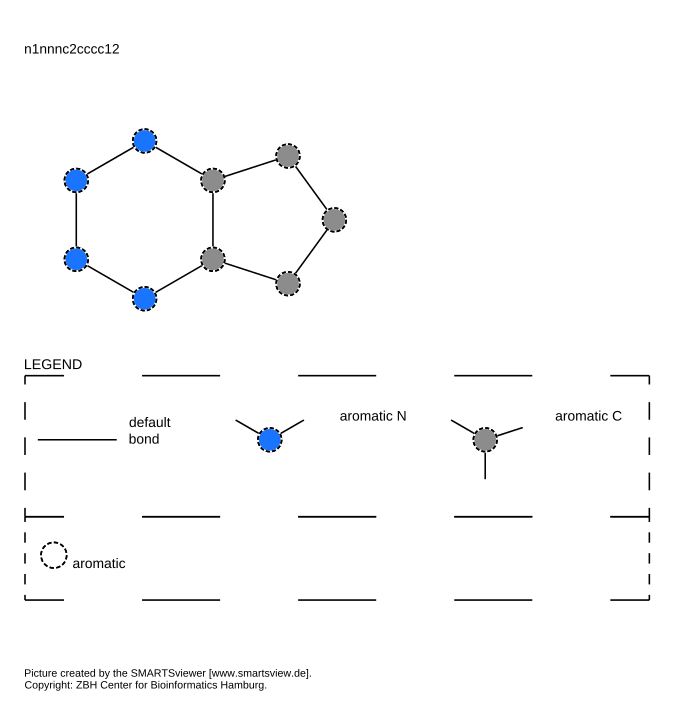 n1nnnc2cccc12
LEGEND
default
bond
aromatic N
aromatic C
aromatic
Picture created by the SMARTSviewer [www.smartsview.de].
Copyright: ZBH Center for Bioinformatics Hamburg.